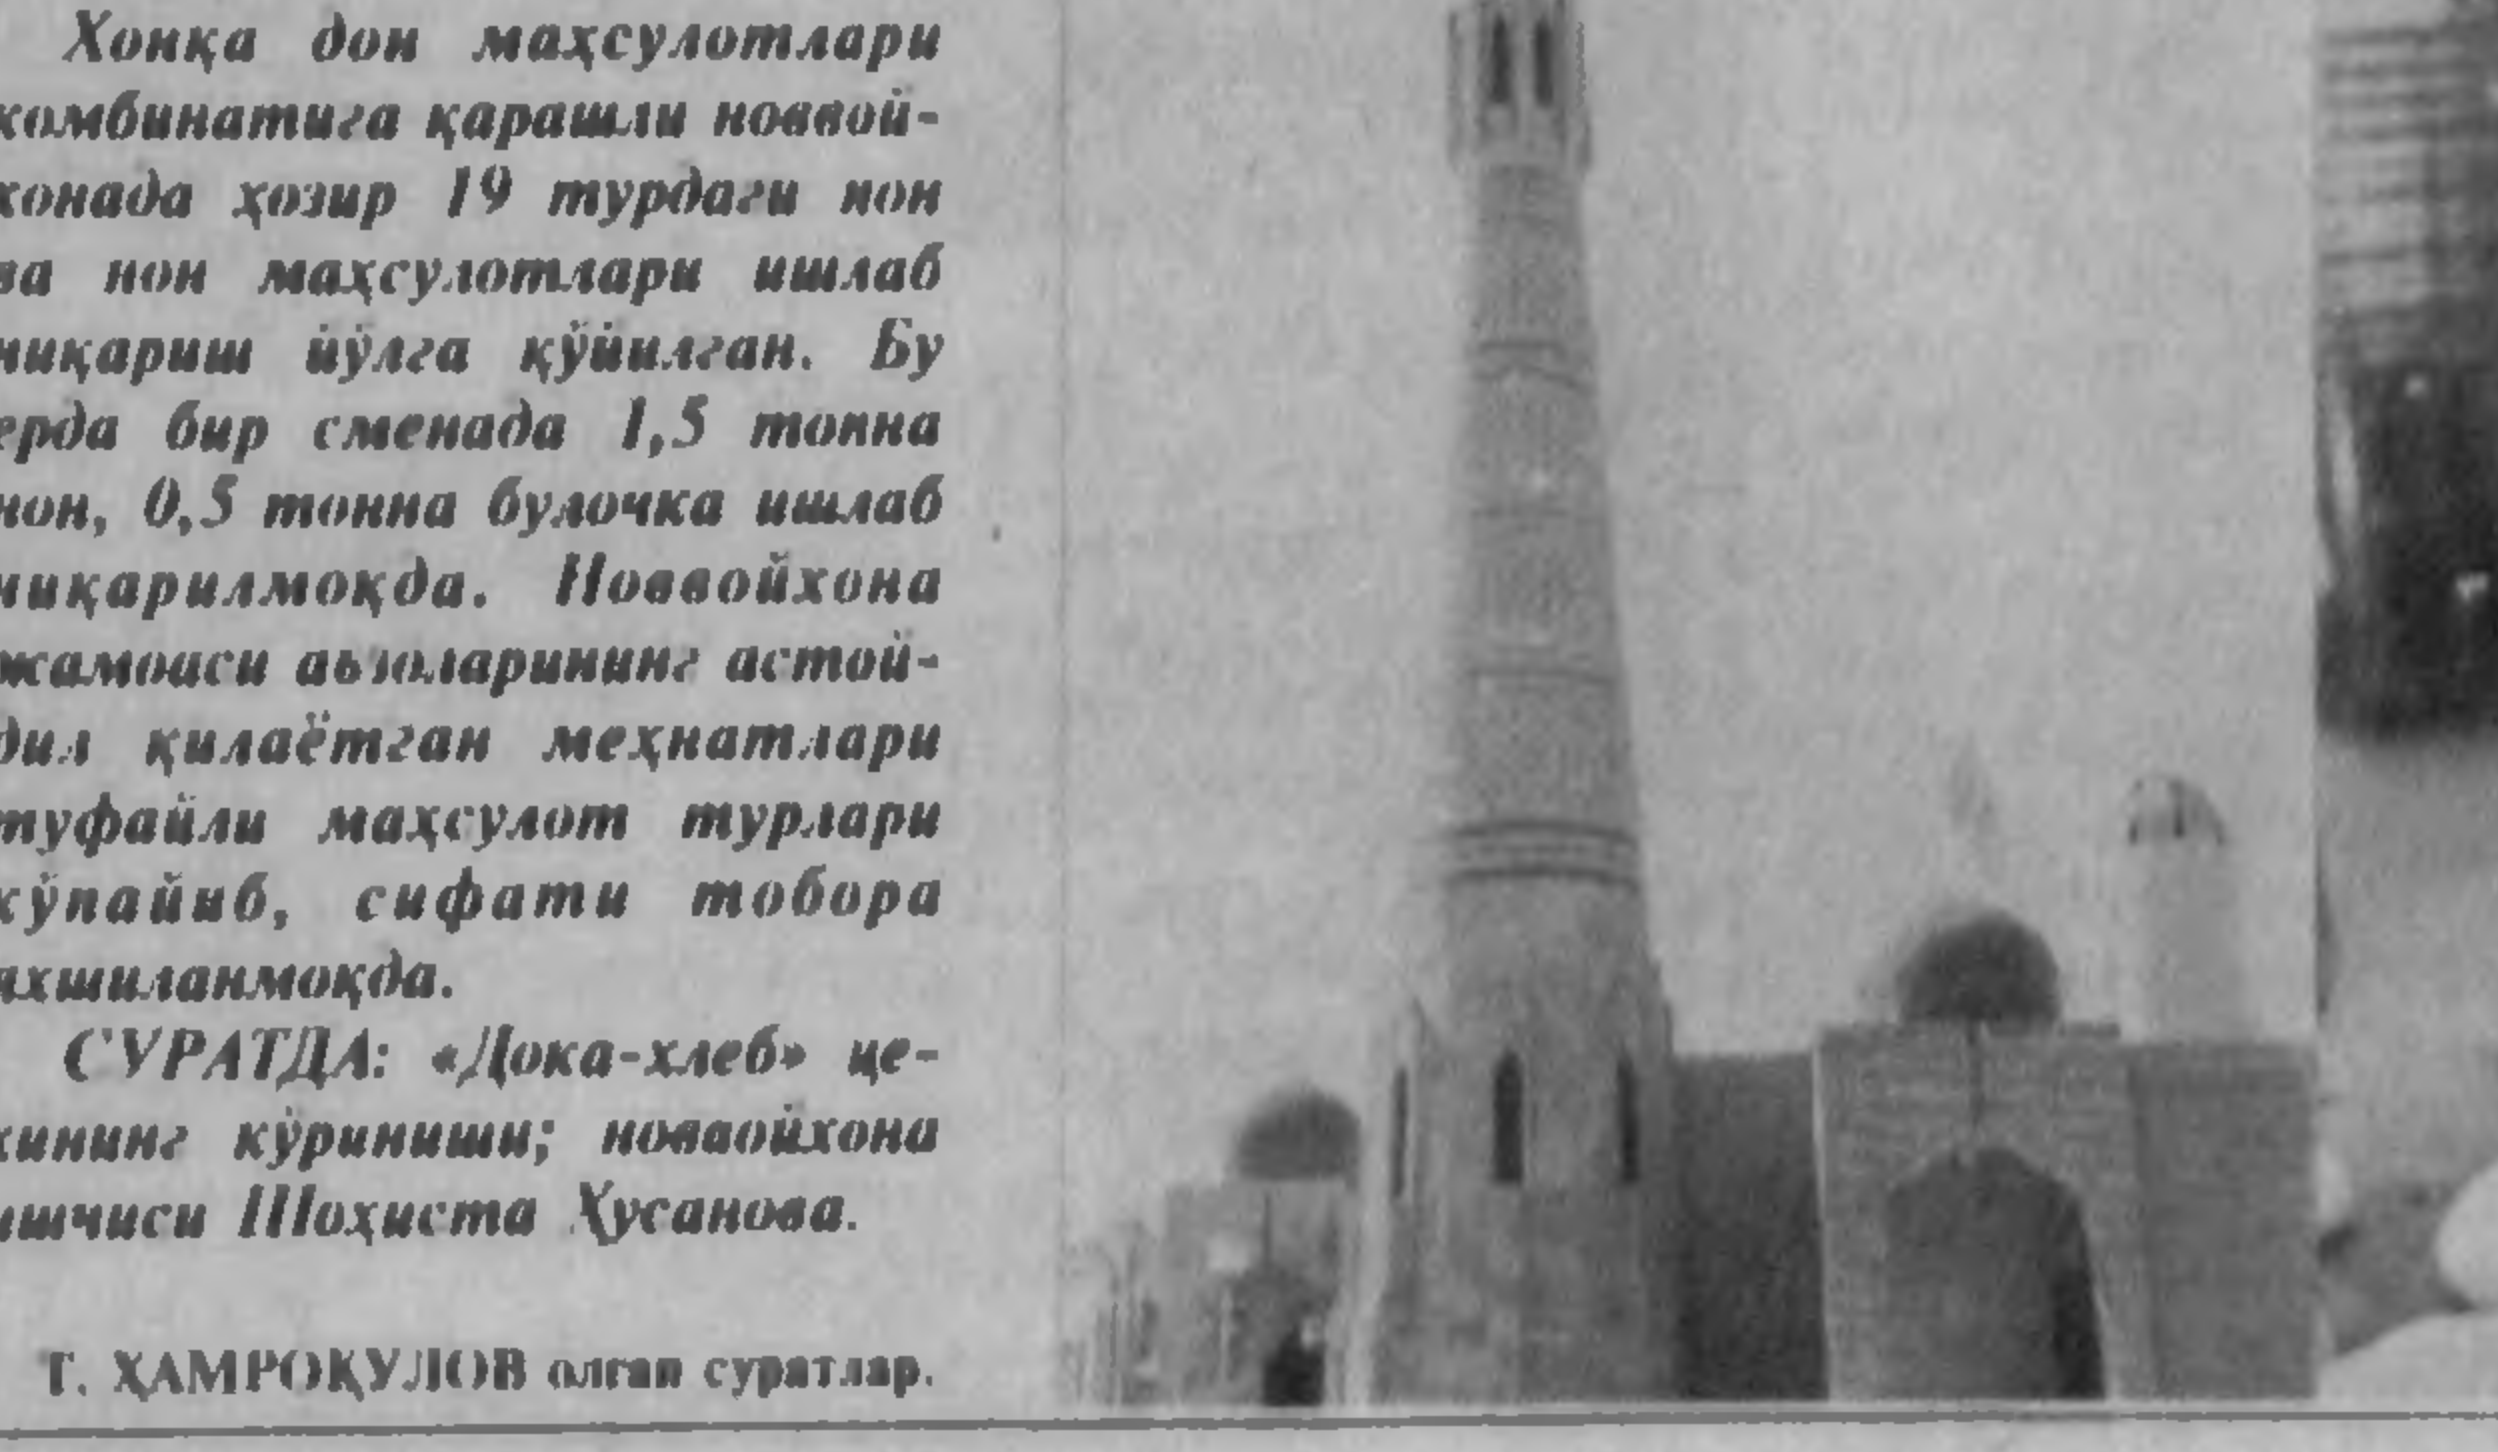 Хонқа дон маҳсулотлари
комбинатига қарашли новвой-
хонада ҳозир 19 турдаги нон
ва нон маҳсулотлари ишлаб
чиқариш йўлга қўйилган. Бу
ерда бир сменада 1,5 тонна
нон, 0,5 тонна булочка ишлаб
чиқарилмоқда. Новвойхона
жамоаси аъзоларининг астой-
дил қилаётган меҳнатлари
туфайли маҳсулот турлари
кўпайиб, сифати тобора
яхшиланмоқда.
СУРАТДА: «Дока-хлеб» це-
хининг кўриниши; новвойхона
ишчиси Шоҳиста Ҳусанова.
Г. ҲАМРОҚУЛОВ олган суратлар.